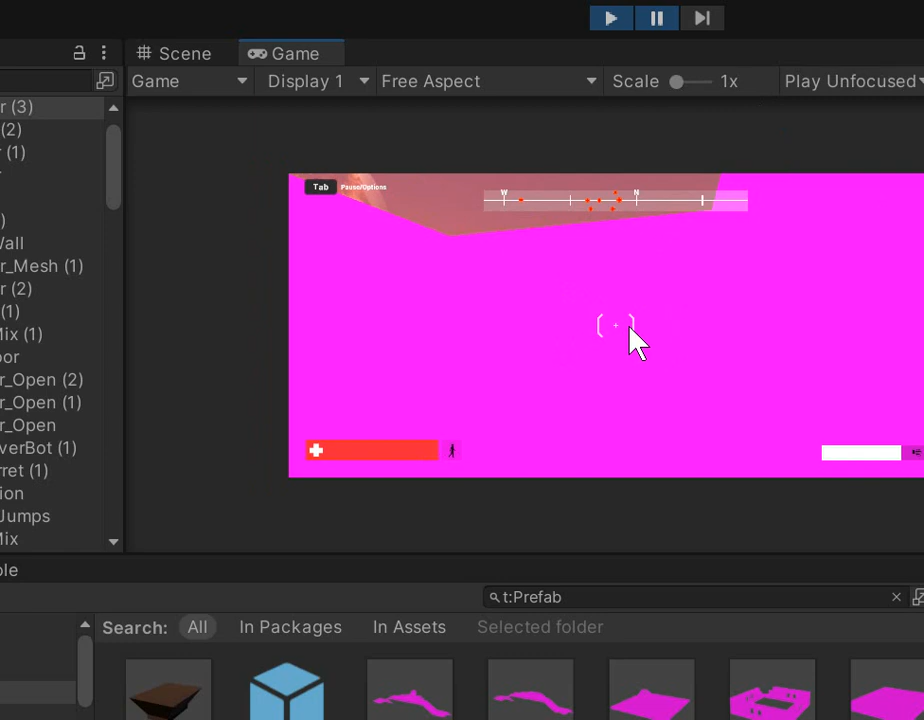 Scene
Game
Game
Display 1
Free Aspect
Scale
1x
Play Unfocused
r (3)
(2)
r (1)
r
)
Wall
r_Mesh (1)
r (2)
(1)
Mix (1)
oor
r_Open (2)
r_Open (1)
r_Open
verBot (1)
rret (1)
ion
Jumps
Mix
Tab
Pause/Options
W
N
ole
t:Prefab
Search:
All
In Packages
In Assets
Selected folder